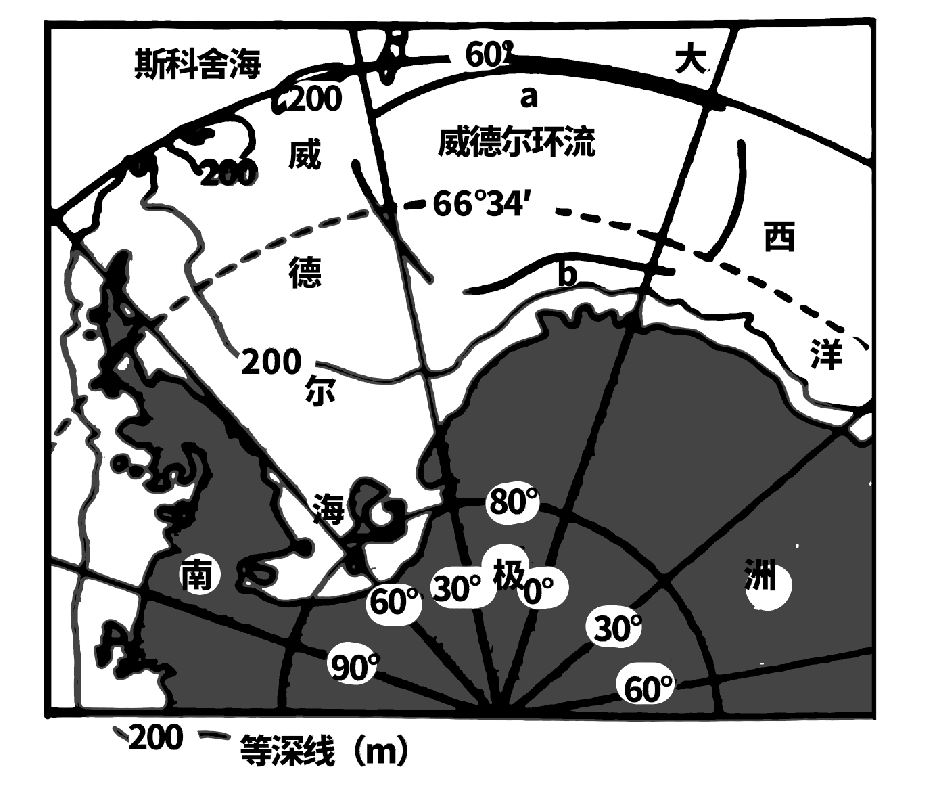 斯科舍海
60°
大
200
a
威
威德尔环流
200
66°34′
西
德
b
200
尔
洋
海
80°
南
极
洲
60°
30°
0°
30°
90°
60°
200
等深线（m）